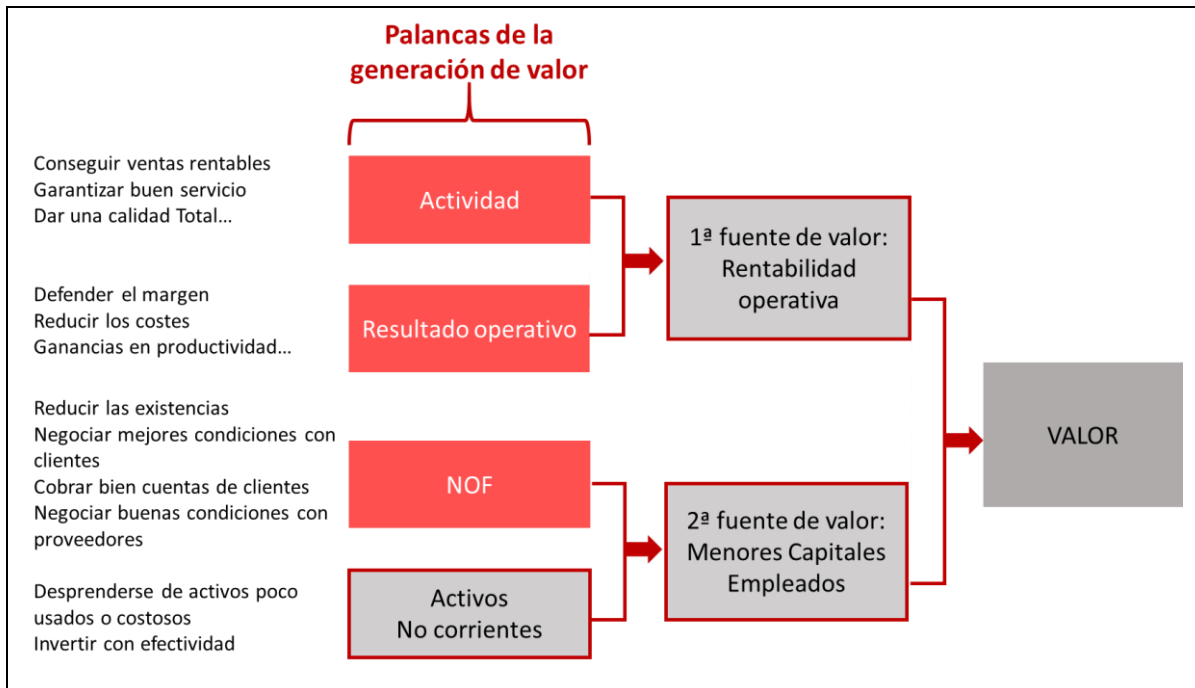 Palancas de la
generación de valor
Conseguir ventas rentables
Garantizar buen servicio
Dar una calidad Total...
Actividad
Defender el margen
Reducir los costes
Ganancias en productividad...
Resultado operativo
1ª fuente de valor:
Rentabilidad
operativa
Reducir las existencias
Negociar mejores condiciones con
clientes
Cobrar bien cuentas de clientes
Negociar buenas condiciones con
proveedores
NOF
Desprenderse de activos poco
usados o costosos
Invertir con efectividad
Activos
No corrientes
2ª fuente de valor:
Menores Capitales
Empleados
VALOR